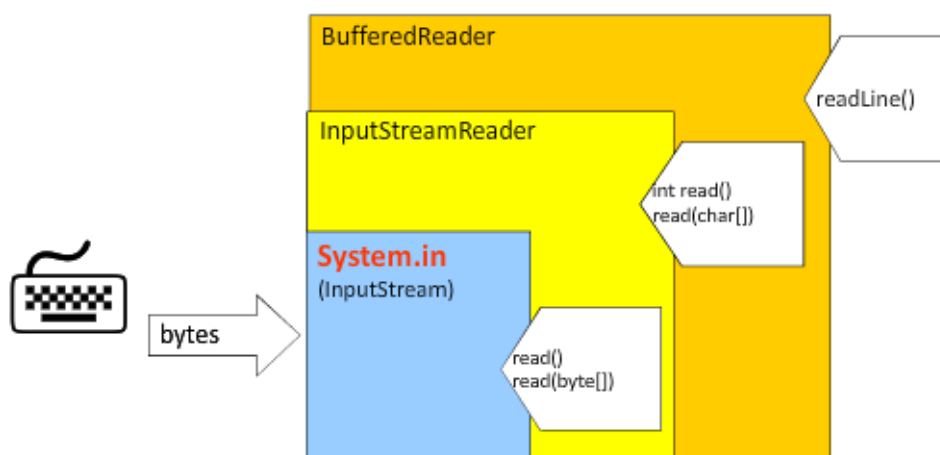 BufferedReader
readLine()
InputStreamReader
int read()
read(char[])
System.in
(InputStream)
bytes
read()
read(byte[])